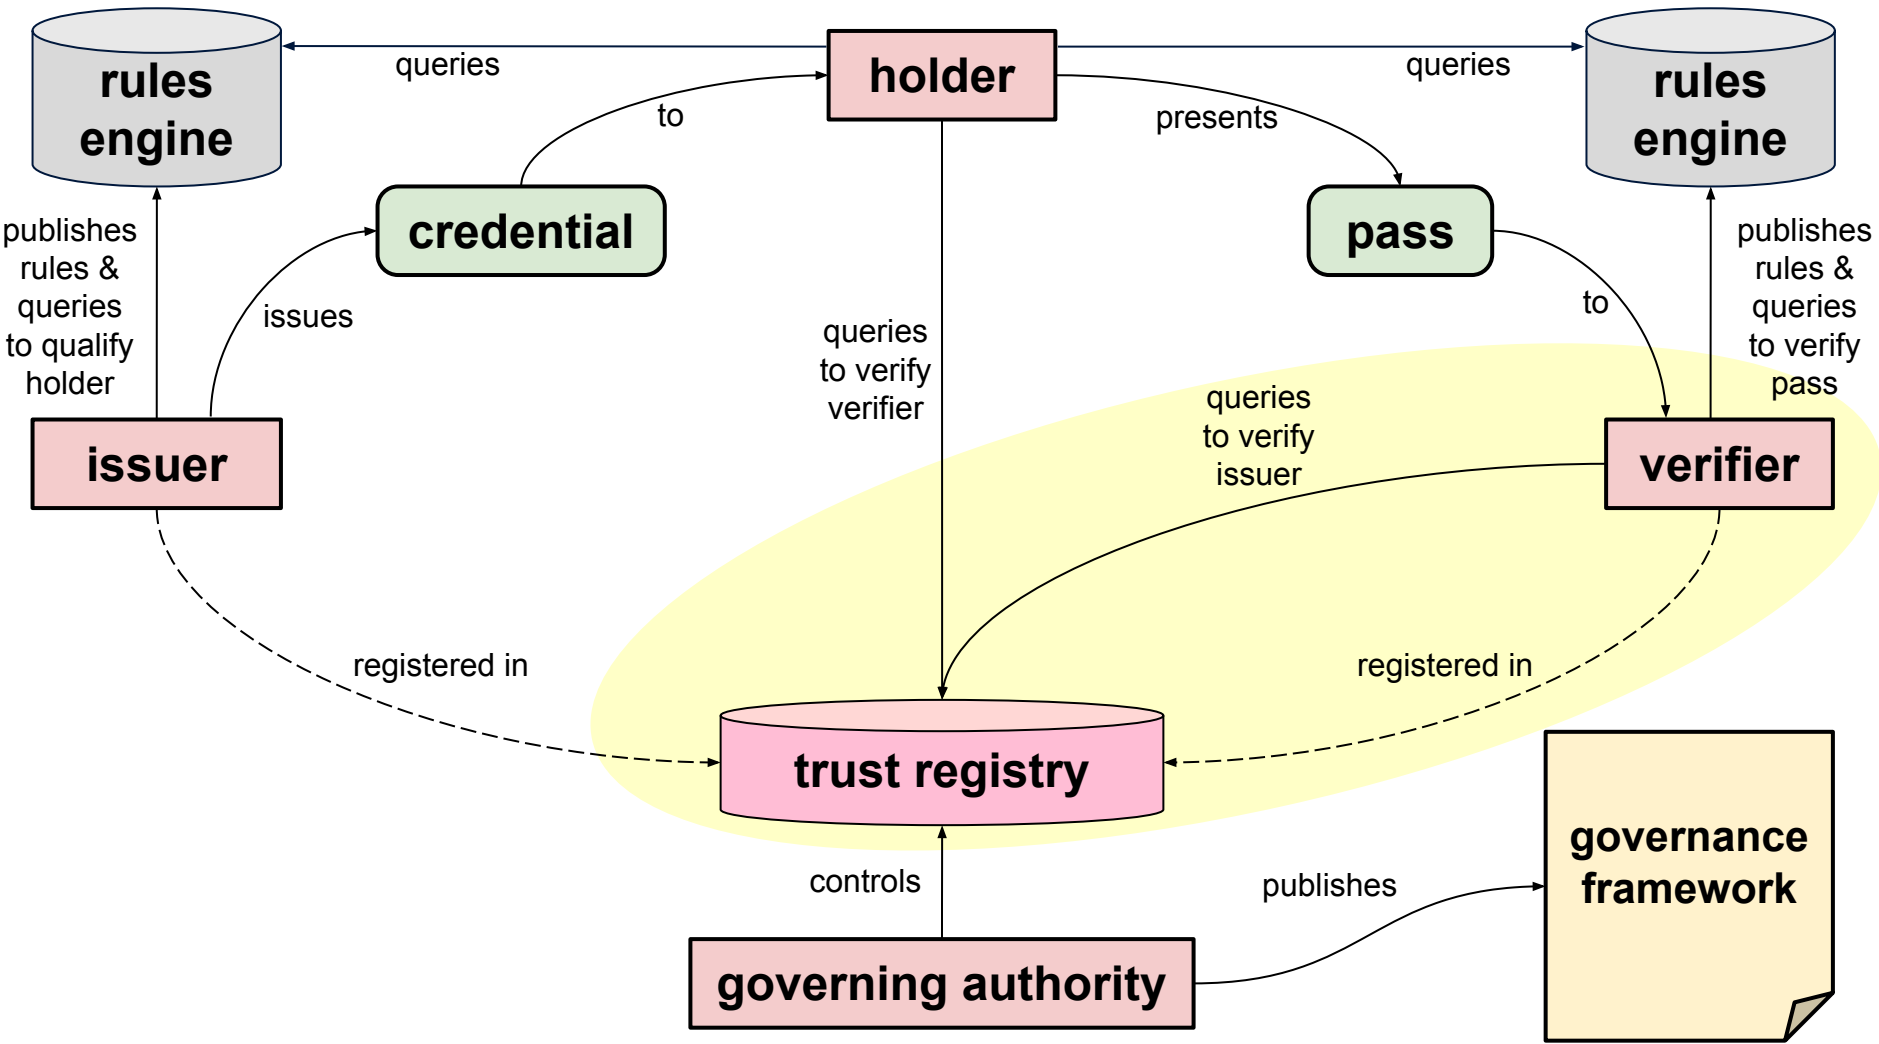 rules
engine
queries
holder
queries
rules
engine
to
presents
credential
pass
publishes
rules &
queries
to qualify
holder
issues
queries
to verify
verifier
to
publishes
rules &
queries
to verify
pass
queries
to verify
issuer
issuer
verifier
registered in
registered in
trust registry
governance
framework
controls
publishes
governing authority